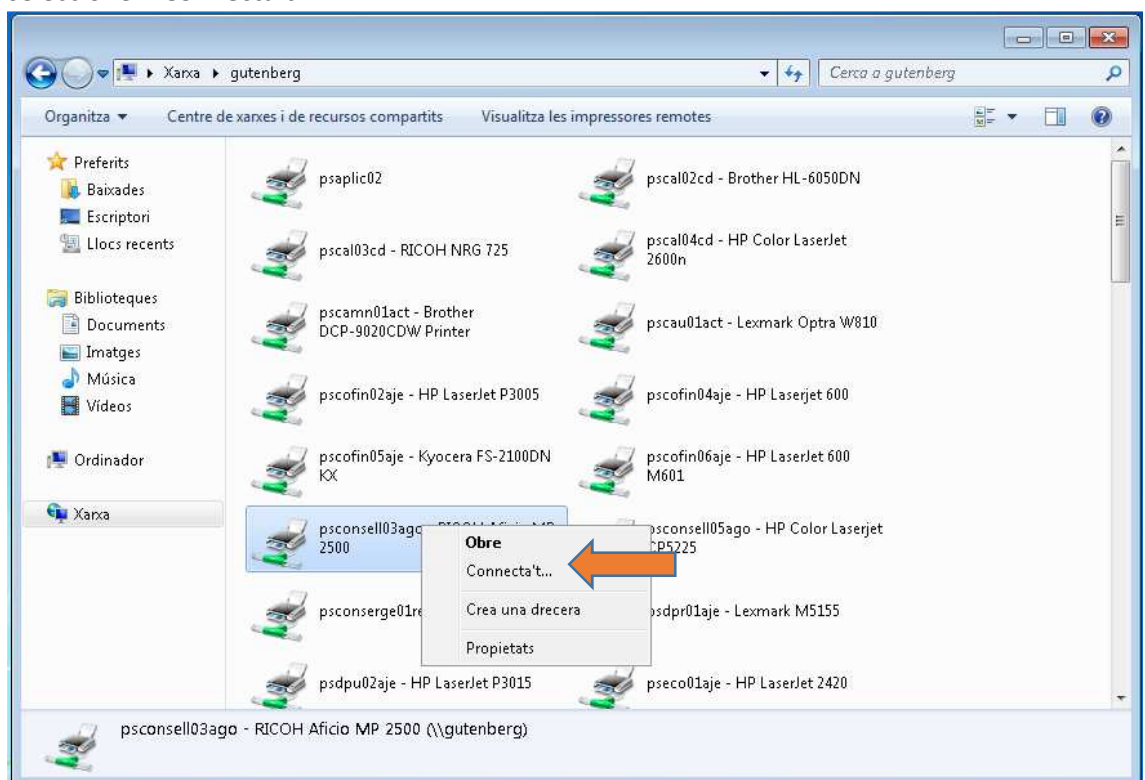 Xarxa ▸ gutenberg
Cerca a gutenberg
Organitza
Centre de xarxes i de recursos compartits
Visualitza les impressores remotes
Preferits
Baixades
Escriptori
Llocs recents
Biblioteques
Documents
Imatges
Música
Vídeos
Ordinador
Xarxa
psaplic02
pscal02cd - Brother HL-6050DN
pscal03cd - RICOH NRG 725
pscal04cd - HP Color LaserJet
2600n
pscamn01act - Brother
DCP-9020CDW Printer
pscau01act - Lexmark Optra W810
pscofin02aje - HP LaserJet P3005
pscofin04aje - HP Laserjet 600
pscofin05aje - Kyocera FS-2100DN
KX
pscofin06aje - HP LaserJet 600
M601
psconsell03ago
2500
psconsell05ago - HP Color Laserjet
CP5225
Obre
Connecta't...
Crea una drecera
Propietats
psconserge01re
psdpr01aje - Lexmark M5155
psdpu02aje - HP LaserJet P3015
pseco01aje - HP LaserJet 2420
psconsell03ago - RICOH Aficio MP 2500 (\\gutenberg)